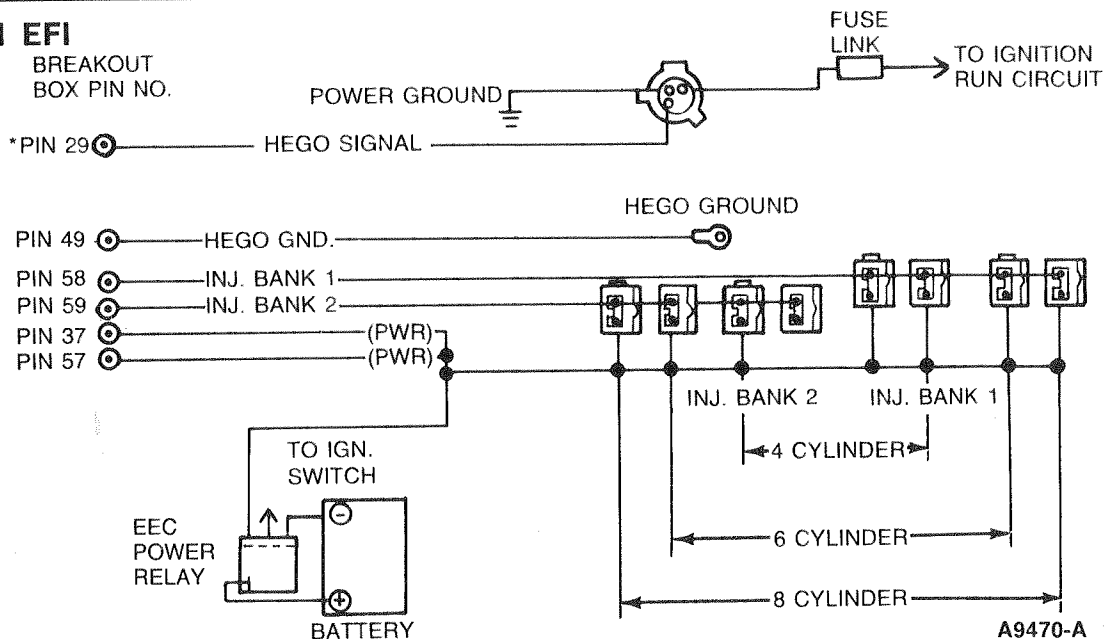 EFI
BREAKOUT
BOX PIN NO.
FUSE
LINK
TO IGNITION
RUN CIRCUIT
POWER GROUND
*PIN 29
HEGO SIGNAL
HEGO GROUND
PIN 49
HEGO GND.
PIN 58
INJ. BANK 1
PIN 59
INJ. BANK 2
PIN 37
(PWR)
PIN 57
(PWR)
INJ. BANK 2
INJ. BANK 1
4 CYLINDER
TO IGN.
SWITCH
EEC
POWER
RELAY
-
+
BATTERY
6 CYLINDER
8 CYLINDER
A9470-A